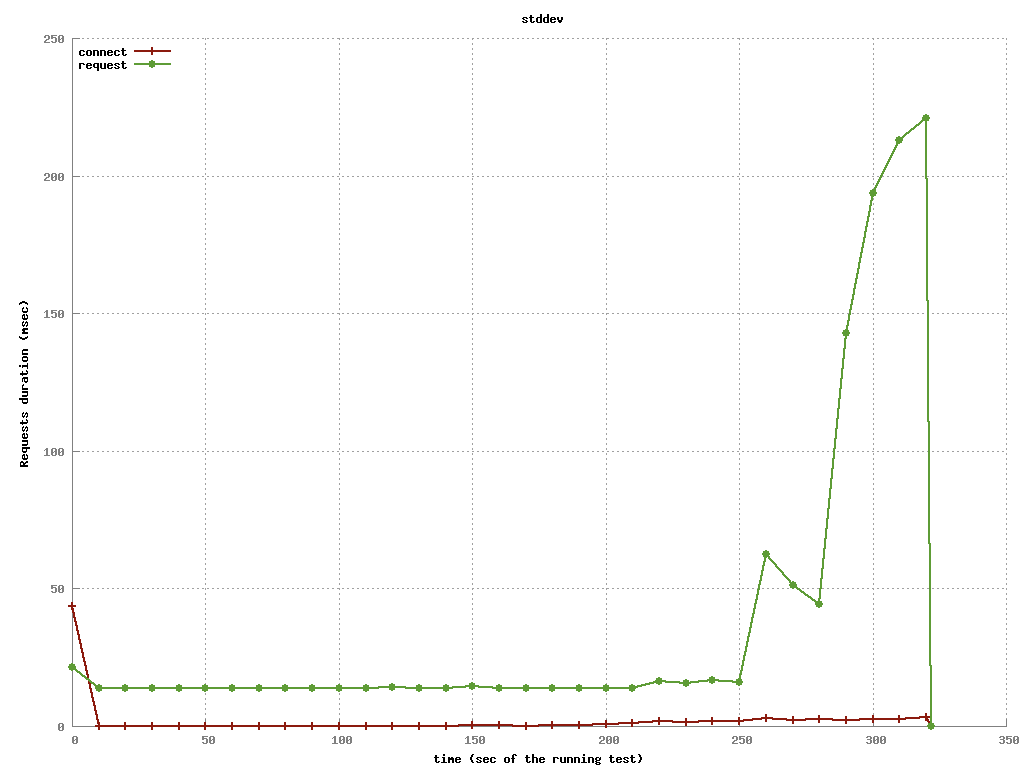 stddev
250
connect
request
200
150
Requests duration (msec)
100
50
0
0 50 100 150 200 250 300 350
time (sec of the running test)